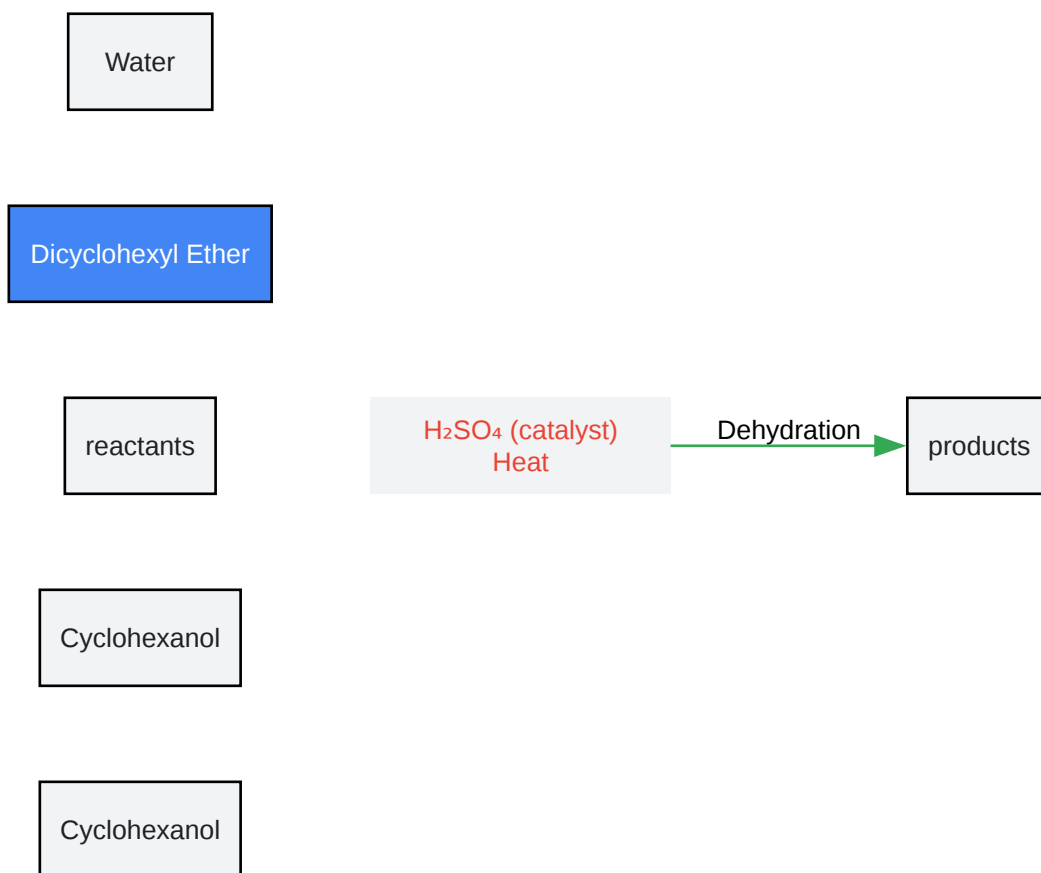 Water
Dicyclohexyl Ether
reactants
H₂SO₄ (catalyst)
Heat
Dehydration
products
Cyclohexanol
Cyclohexanol